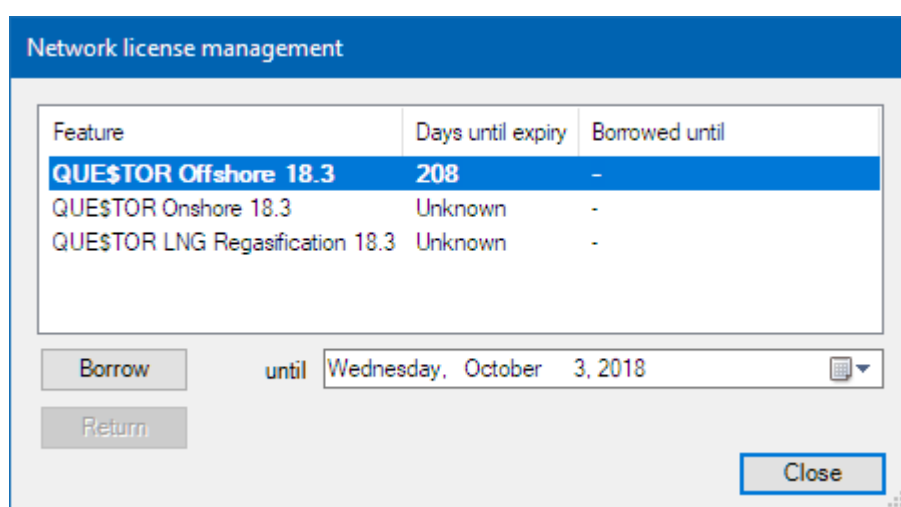 Network license management
Feature Days until expiry Borrowed until
QUE$TOR Offshore 18.3 208 -
QUE$TOR Onshore 18.3 Unknown -
QUE$TOR LNG Regasification 18.3 Unknown -
Borrow until Wednesday, October 3, 2018
Return
Close